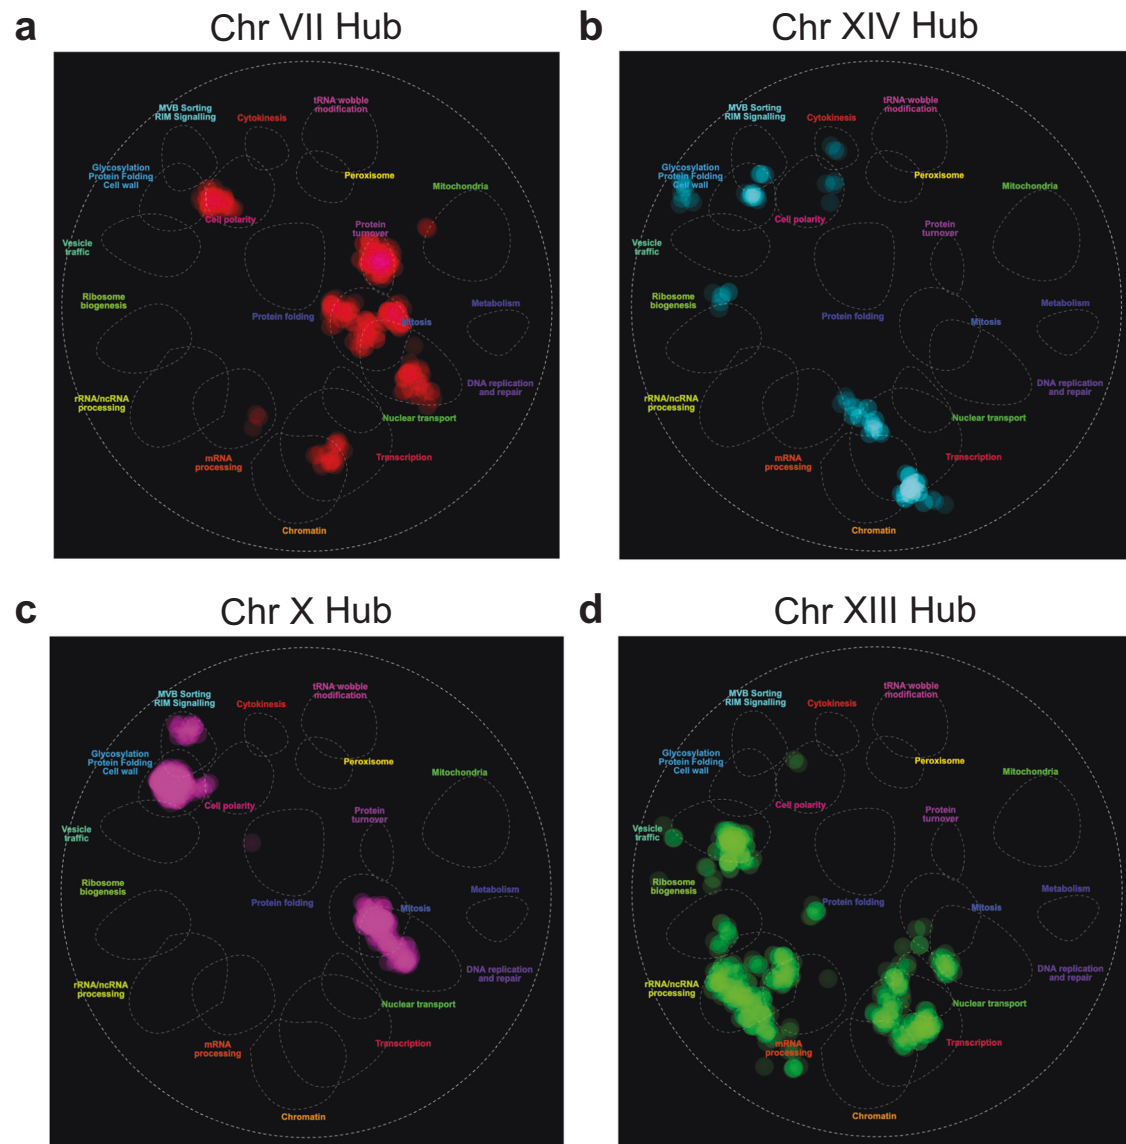 a
Chr VII Hub
MVB Sorting
RIM Signalling
Cytokinesis
tRNA wobble
modification
Glycosylation
Protein Folding
Cell wall
Peroxisome
Mitochondria
Cell polarity
Protein
turnover
Vesicle
traffic
Ribosome
biogenesis
Protein folding
Mitosis
Metabolism
DNA replication
and repair
rRNA/ncRNA
processing
Nuclear transport
mRNA
processing
Transcription
Chromatin
b
Chr XIV Hub
MVB Sorting
RIM Signalling
Cytokinesis
tRNA wobble
modification
Glycosylation
Protein Folding
Cell wall
Peroxisome
Mitochondria
Cell polarity
Protein
turnover
Vesicle
traffic
Ribosome
biogenesis
Protein folding
Mitosis
Metabolism
DNA replication
and repair
rRNA/ncRNA
processing
Nuclear transport
mRNA
processing
Transcription
Chromatin
c
Chr X Hub
MVB Sorting
RIM Signalling
Cytokinesis
tRNA wobble
modification
Glycosylation
Protein Folding
Cell wall
Peroxisome
Mitochondria
Cell polarity
Protein
turnover
Vesicle
traffic
Ribosome
biogenesis
Protein folding
Mitosis
Metabolism
DNA replication
and repair
rRNA/ncRNA
processing
Nuclear transport
mRNA
processing
Transcription
Chromatin
d
Chr XIII Hub
MVB Sorting
RIM Signalling
Cytokinesis
tRNA wobble
modification
Glycosylation
Protein Folding
Cell wall
Peroxisome
Mitochondria
Cell polarity
Protein
turnover
Vesicle
traffic
Ribosome
biogenesis
Protein folding
Mitosis
Metabolism
DNA replication
and repair
rRNA/ncRNA
processing
Nuclear transport
mRNA
processing
Transcription
Chromatin